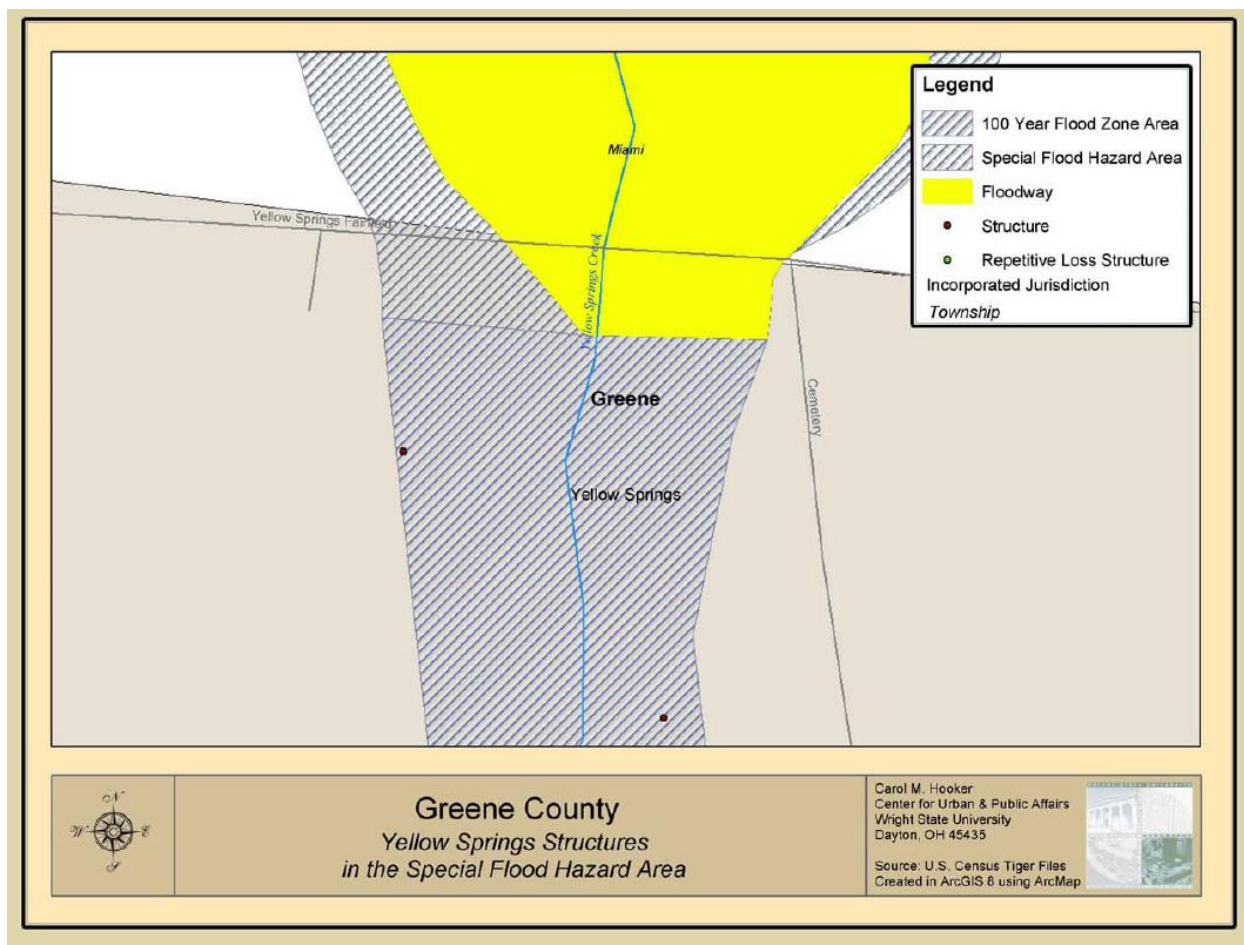 Legend
100 Year Flood Zone Area
Special Flood Hazard Area
Floodway
Structure
Repetitive Loss Structure
Incorporated Jurisdiction
Township
Miami
Yellow Springs Fairfield
Yellow Springs Creek
Greene
Cemetery
Yellow Springs
N
W
E
S
Greene County
Yellow Springs Structures
in the Special Flood Hazard Area
Carol M. Hooker
Center for Urban & Public Affairs
Wright State University
Dayton, OH 45435
Source: U.S. Census Tiger Files
Created in ArcGIS 8 using ArcMap